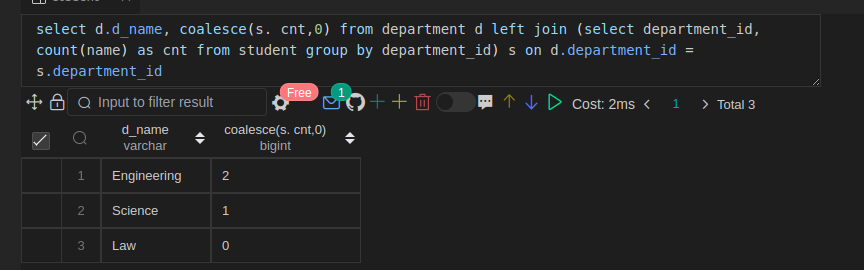 select d.d_name, coalesce(s. cnt,0) from department d left join (select department_id,
count(name) as cnt from student group by department_id) s on d.department_id =
s.department_id
Input to filter result Free 1 Cost: 2ms 1 Total 3
d_name coalesce(s. cnt,0)
varchar bigint
1 Engineering 2
2 Science 1
3 Law 0